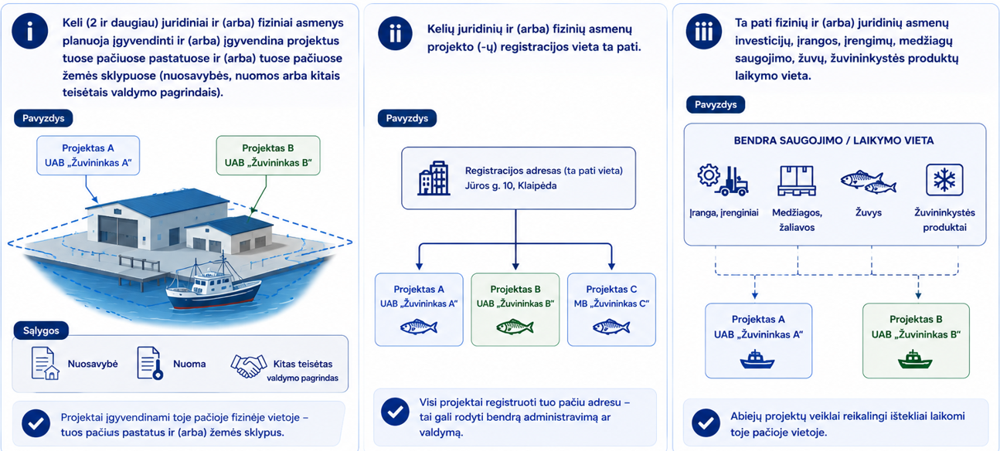 i
Keli (2 ir daugiau) juridiniai ir (arba) fiziniai asmenys
planuoja įgyvendinti ir (arba) įgyvendina projektus
tuose pačiuose pastatuose ir (arba) tuose pačiuose
žemės sklypuose (nuosavybės, nuomos arba kitais
teisėtais valdymo pagrindais).
Pavyzdys
Projektas A
UAB „Žuvininkas A"
Projektas B
UAB „Žuvininkas B"
Sąlygos
Nuosavybė
Nuoma
Kitas teisėtas
valdymo pagrindas
Projektai įgyvendinami toje pačioje fizinėje vietoje –
tuos pačius pastatus ir (arba) žemės sklypus.
ii
Kelių juridinių ir (arba) fizinių asmenų
projekto (-ų) registracijos vieta ta pati.
Pavyzdys
Registracijos adresas (ta pati vieta)
Jūros g. 10, Klaipėda
Projektas A
UAB „Žuvininkas A"
Projektas B
UAB „Žuvininkas B"
Projektas C
MB „Žuvininkas C"
Visi projektai registruoti tuo pačiu adresu –
tai gali rodyti bendrą administravimą ar
valdymą.
iii
Ta pati fizinių ir (arba) juridinių asmenų
investicijų, įrangos, įrengimų, medžiagų
saugojimo, žuvų, žuvininkystės produktų
laikymo vieta.
Pavyzdys
BENDRA SAUGOJIMO / LAIKYMO VIETA
Įranga, įrenginiai
Medžiagos,
žaliavos
Žuvys
Žuvininkystės
produktai
Projektas A
UAB „Žuvininkas A"
Projektas B
UAB „Žuvininkas B"
Abiejų projektų veiklai reikalingi ištekliai laikomi
toje pačioje vietoje.